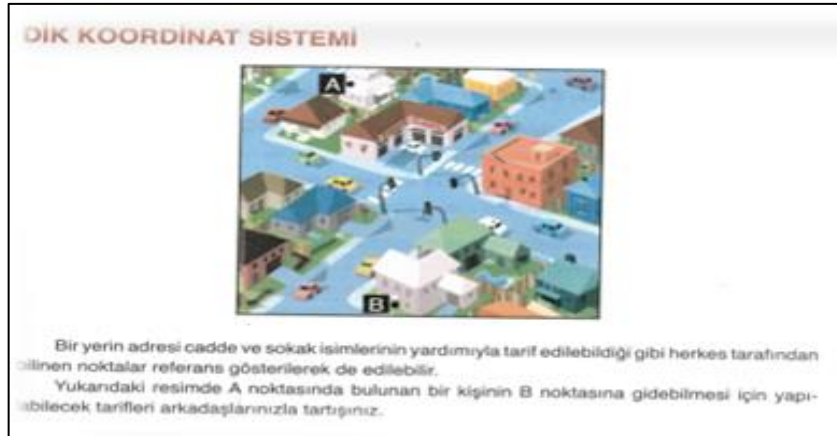 DİK KOORDİNAT SİSTEMİ
A
B
Bir yerin adresi cadde ve sokak isimlerinin yardımıyla tarif edilebildiği gibi herkes tarafından
bilinen noktalar referans gösterilerek de edilebilir.
Yukarıdaki resimde A noktasında bulunan bir kişinin B noktasına gidebilmesi için yapı-
labilecek tarifleri arkadaşlarınızla tartışınız.